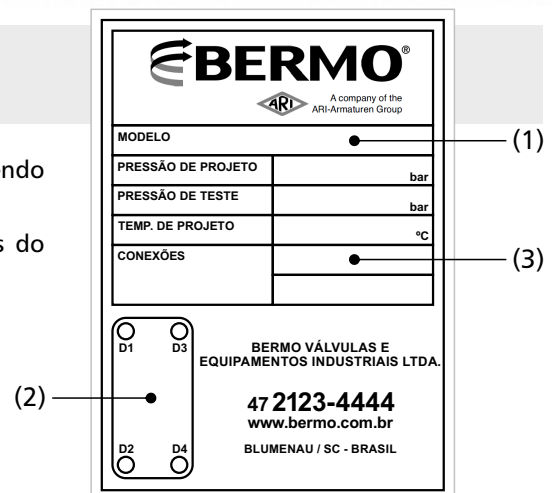 BERMO®
ARI
A company of the
ARI-Armaturen Group
MODELO
(1)
endo
PRESSÃO DE PROJETO
bar
PRESSÃO DE TESTE
bar
s do
TEMP. DE PROJETO
ºC
CONEXÕES
(3)
D1 D3
BERMO VÁLVULAS E
EQUIPAMENTOS INDUSTRIAIS LTDA.
(2)
47 2123-4444
www.bermo.com.br
D2 D4
BLUMENAU / SC - BRASIL